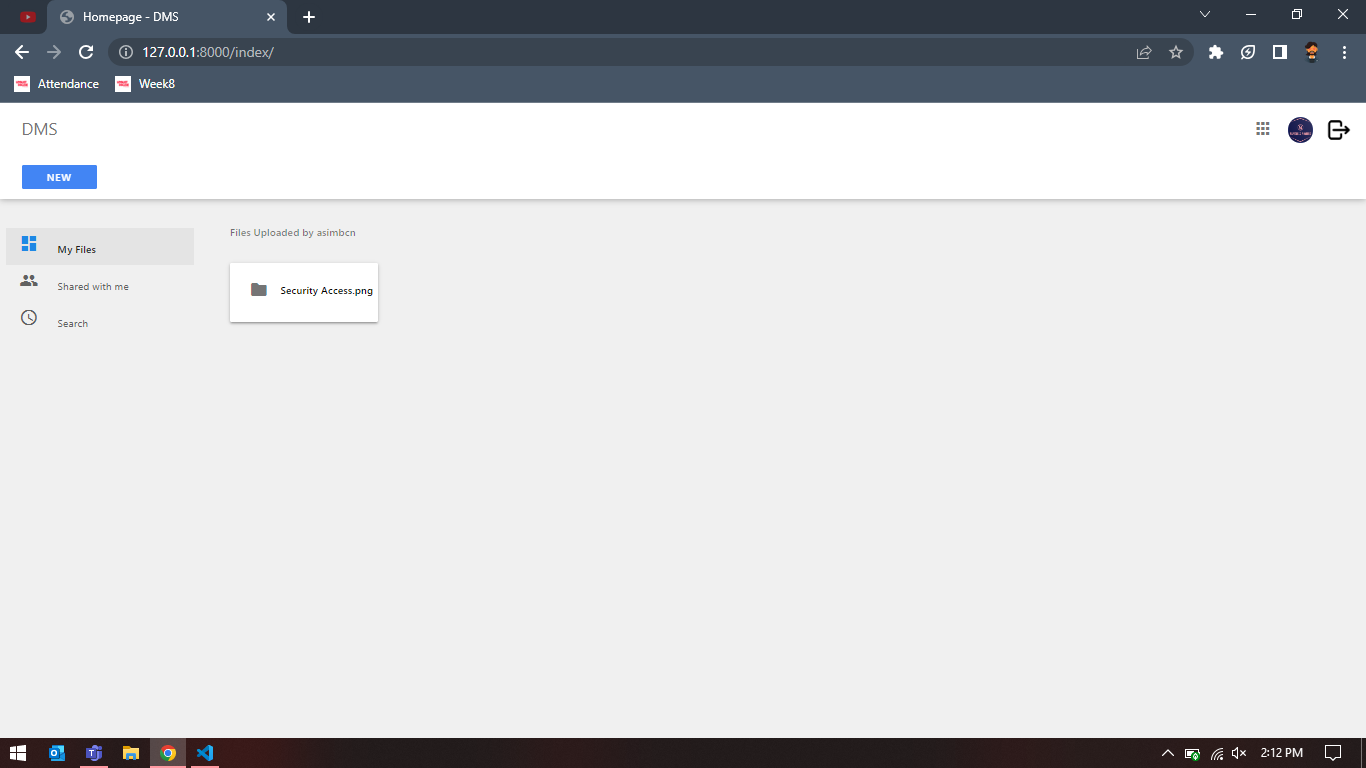 Homepage - DMS
127.0.0.1:8000/index/
Attendance
Week8
DMS
NEW
My Files
Shared with me
Search
Files Uploaded by asimbcn
Security Access.png
2:12 PM